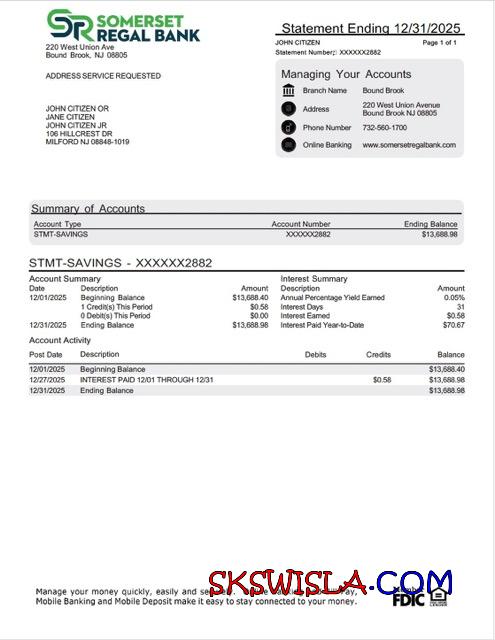 SOMERSET
REGAL BANK
220 West Union Ave
Bound Brook, NJ 08805
ADDRESS SERVICE REQUESTED
JOHN CITIZEN OR
JANE CITIZEN
JOHN CITIZEN JR
106 HILLCREST DR
MILFORD NJ 08848-1019
Statement Ending 12/31/2025
JOHN CITIZEN Page 1 of 1
Statement Number: XXXXXX2882
Managing Your Accounts
Branch Name Bound Brook
Address 220 West Union Avenue
Bound Brook NJ 08805
Phone Number 732-560-1700
Online Banking www.somersetregalbank.com
Summary of Accounts
Account Type Account Number Ending Balance
STMT-SAVINGS XXXXXX2882 $13,688.98
STMT-SAVINGS - XXXXXX2882
Account Summary
Date Description Amount
12/01/2025 Beginning Balance $13,688.40
1 Credit(s) This Period $0.58
0 Debit(s) This Period $0.00
12/31/2025 Ending Balance $13,688.98
Interest Summary
Description Amount
Annual Percentage Yield Earned 0.05%
Interest Days 31
Interest Earned $0.58
Interest Paid Year-to-Date $70.67
Account Activity
Post Date Description Debits Credits Balance
12/01/2025 Beginning Balance $13,688.40
12/27/2025 INTEREST PAID 12/01 THROUGH 12/31 $0.58 $13,688.98
12/31/2025 Ending Balance $13,688.98
Manage your money quickly, easily and
Mobile Banking and Mobile Deposit make it easy to stay connected to your money.
SKSWISLA.COM
FDIC